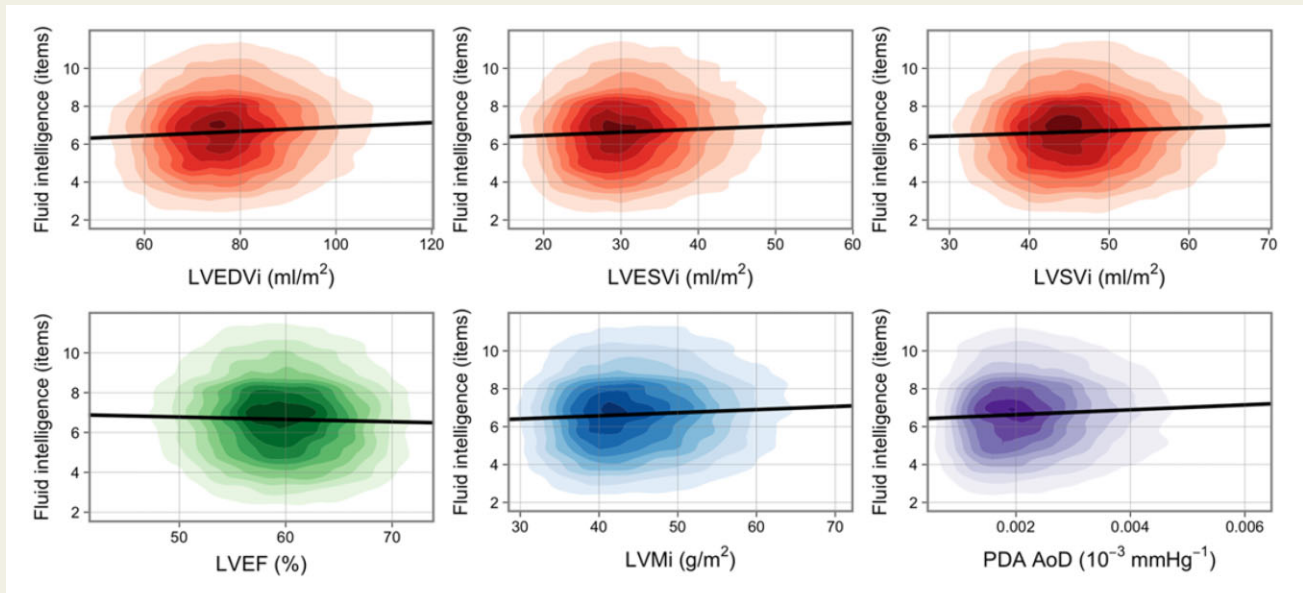 Fluid intelligence (items)
10
8
6
4
2
60 80 100 120
LVEDVi (ml/m²)
Fluid intelligence (items)
10
8
6
4
2
20 30 40 50 60
LVESVi (ml/m²)
Fluid intelligence (items)
10
8
6
4
2
30 40 50 60 70
LVSVi (ml/m²)
Fluid intelligence (items)
10
8
6
4
2
50 60 70
LVEF (%)
Fluid intelligence (items)
10
8
6
4
2
30 40 50 60 70
LVMi (g/m²)
Fluid intelligence (items)
10
8
6
4
2
0.002 0.004 0.006
PDA AoD (10⁻³ mmHg⁻¹)